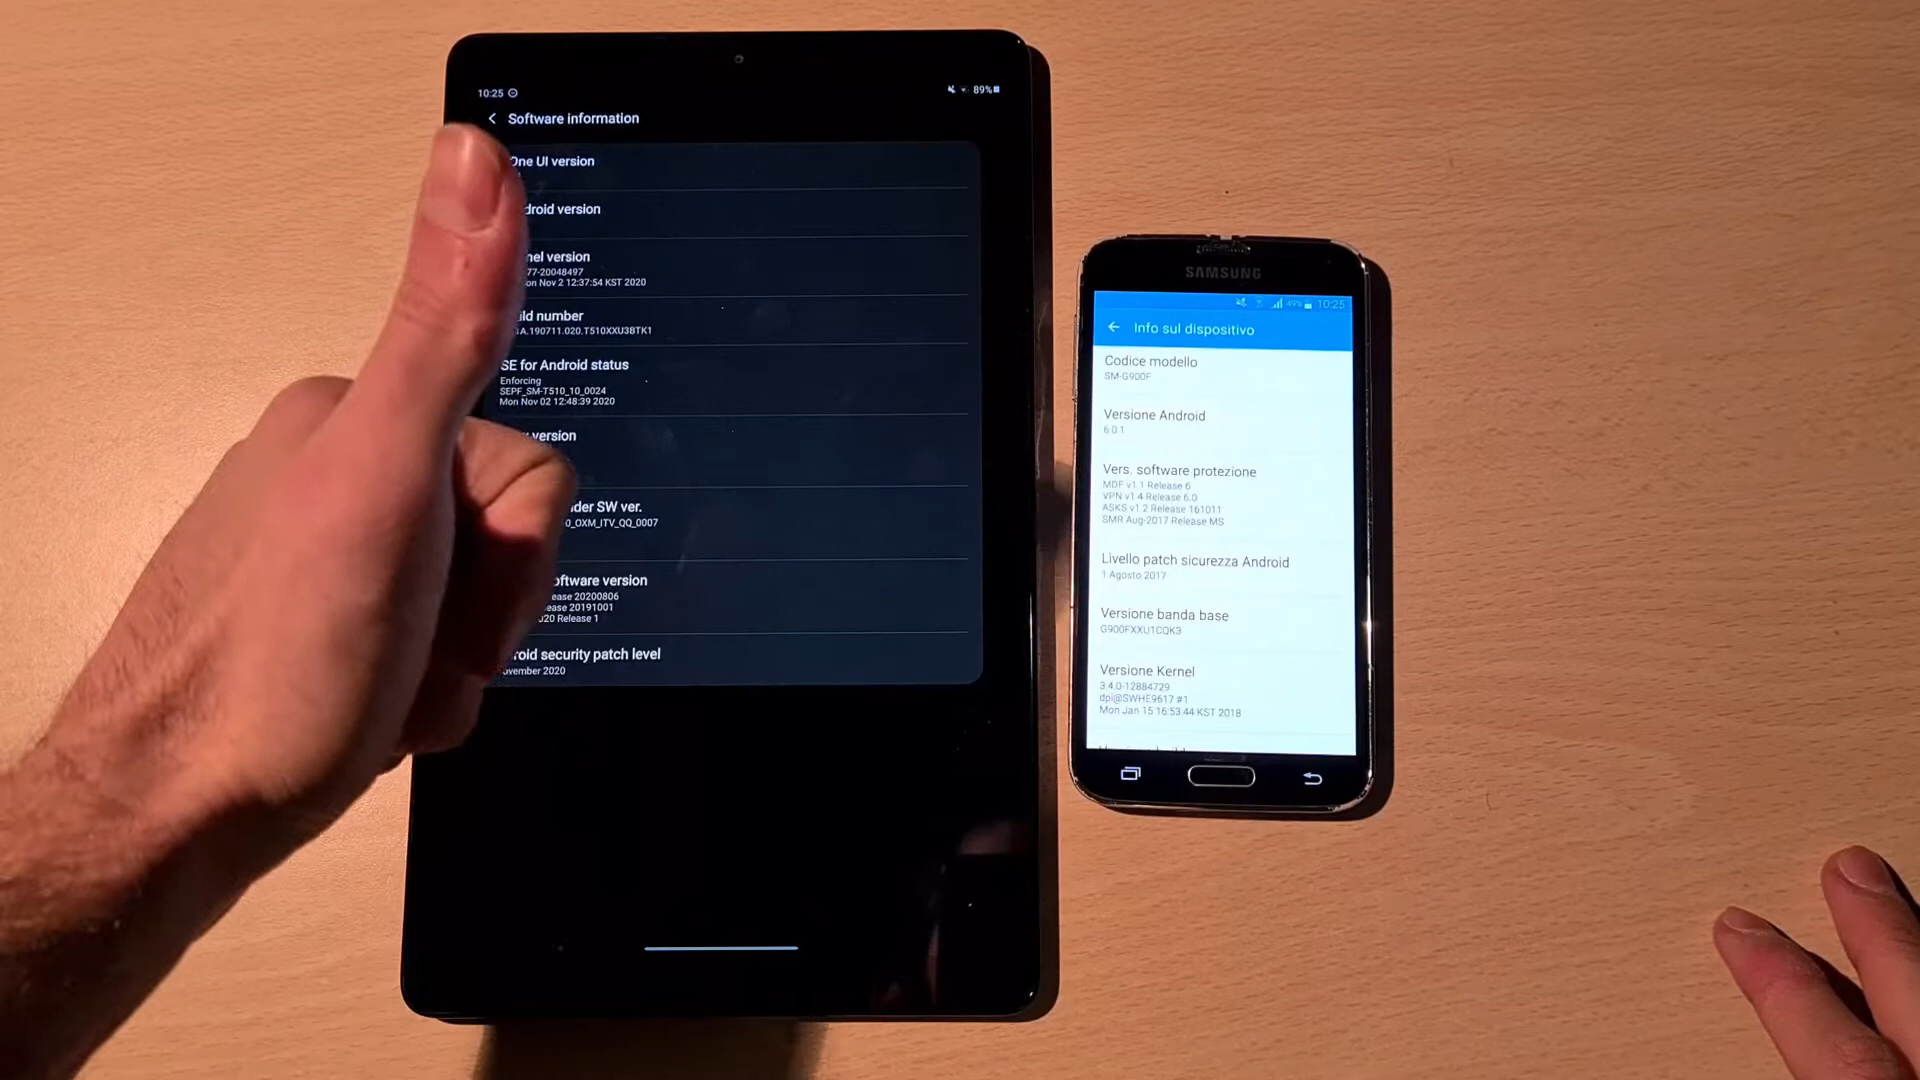 10:25
89%
Software information
One UI version
droid version
nel version
77-20048497
on Nov 2 12:37:54 KST 2020
ild number
1A.190711.020.T510XXU3BTK1
SE for Android status
Enforcing
SEPF_SM-T510_10_0024
Mon Nov 02 12:48:39 2020
version
der SW ver.
0_OXM_ITV_QQ_0007
oftware version
ease 20200806
ease 20191001
020 Release 1
roid security patch level
ovember 2020
SAMSUNG
49% 10:25
Info sul dispositivo
Codice modello
SM-G900F
Versione Android
6.0.1
Vers. software protezione
MDF v1.1 Release 6
VPN v1.4 Release 6.0
ASKS v1.2 Release 161011
SMR Aug-2017 Release MS
Livello patch sicurezza Android
1 Agosto 2017
Versione banda base
G900FXXU1CQK3
Versione Kernel
3.4.0-12884729
dpi@SWHE9617 #1
Mon Jan 15 16:53:44 KST 2018